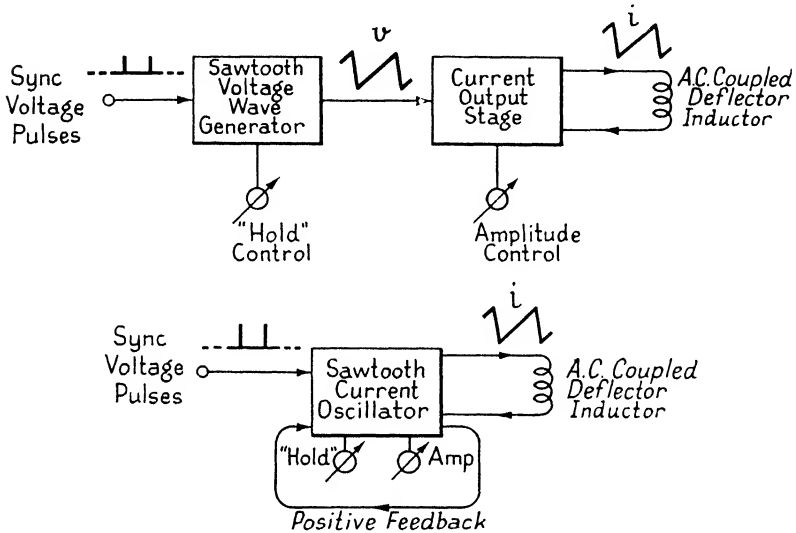 Sync
Voltage
Pulses
Sawtooth
Voltage
Wave
Generator
v
Current
Output
Stage
i
A.C. Coupled
Deflector
Inductor
"Hold"
Control
Amplitude
Control
Sync
Voltage
Pulses
Sawtooth
Current
Oscillator
i
A.C. Coupled
Deflector
Inductor
"Hold"
Amp
Positive Feedback